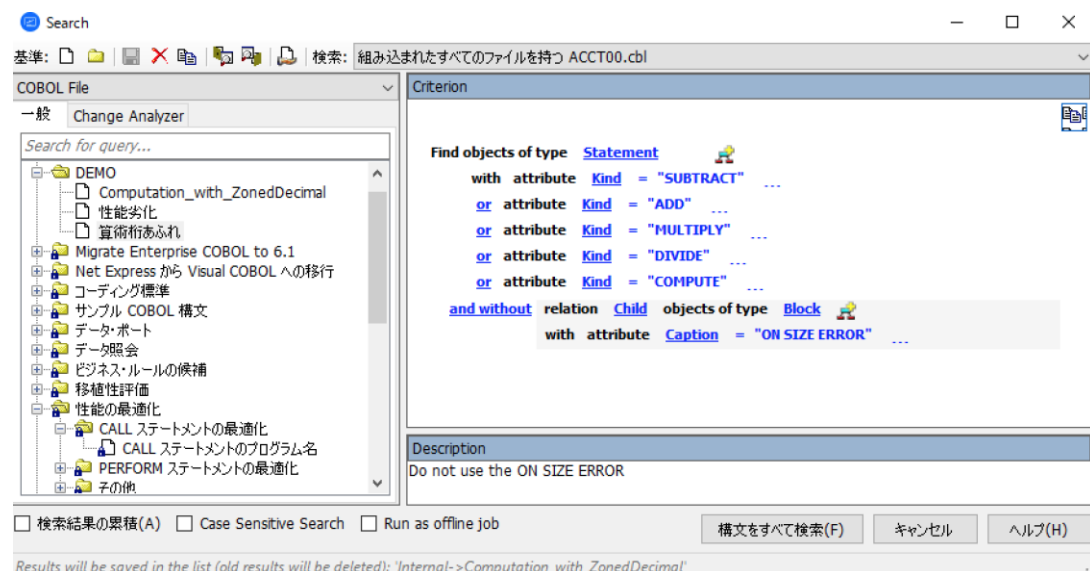 Search
基準: 検索: 組み込まれたすべてのファイルを持つ ACCT00.cbl
COBOL File
一般 Change Analyzer
Search for query...
DEMO
Computation_with_ZonedDecimal
性能劣化
算術桁あふれ
Migrate Enterprise COBOL to 6.1
Net Express から Visual COBOL への移行
コーディング標準
サンプル COBOL 構文
データ・ポート
データ照会
ビジネス・ルールの候補
移植性評価
性能の最適化
CALL ステートメントの最適化
CALL ステートメントのプログラム名
PERFORM ステートメントの最適化
その他
Criterion
Find objects of type Statement
with attribute Kind = "SUBTRACT" ...
or attribute Kind = "ADD" ...
or attribute Kind = "MULTIPLY" ...
or attribute Kind = "DIVIDE" ...
or attribute Kind = "COMPUTE" ...
and without relation Child objects of type Block
with attribute Caption = "ON SIZE ERROR" ...
Description
Do not use the ON SIZE ERROR
検索結果の累積(A) Case Sensitive Search Run as offline job
構文をすべて検索(F) キャンセル ヘルプ(H)
Results will be saved in the list (old results will be deleted): 'Internal->Computation_with_ZonedDecimal'